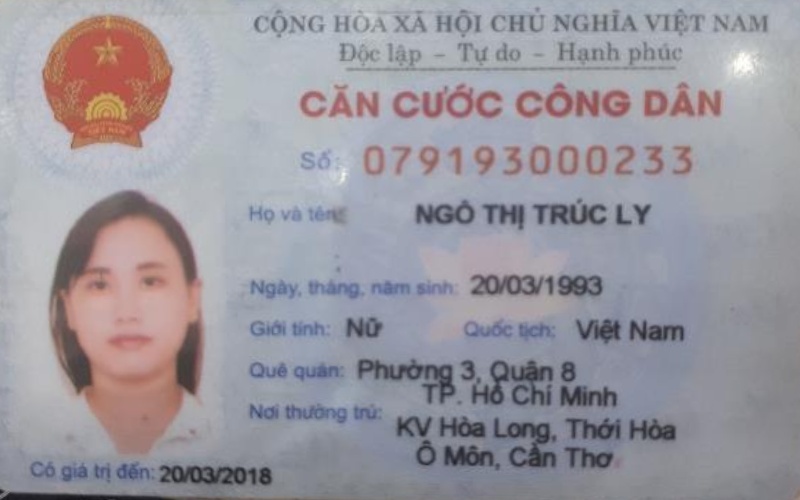 CỘNG HÒA XÃ HỘI CHỦ NGHĨA VIỆT NAM
Độc lập – Tự do – Hạnh phúc
CĂN CƯỚC CÔNG DÂN
Số: 079193000233
Họ và tên: NGÔ THỊ TRÚC LY
Ngày, tháng, năm sinh: 20/03/1993
Giới tính: Nữ Quốc tịch: Việt Nam
Quê quán: Phường 3, Quận 8
TP. Hồ Chí Minh
Nơi thường trú:
KV Hòa Long, Thới Hòa
Ô Môn, Cần Thơ
Có giá trị đến: 20/03/2018